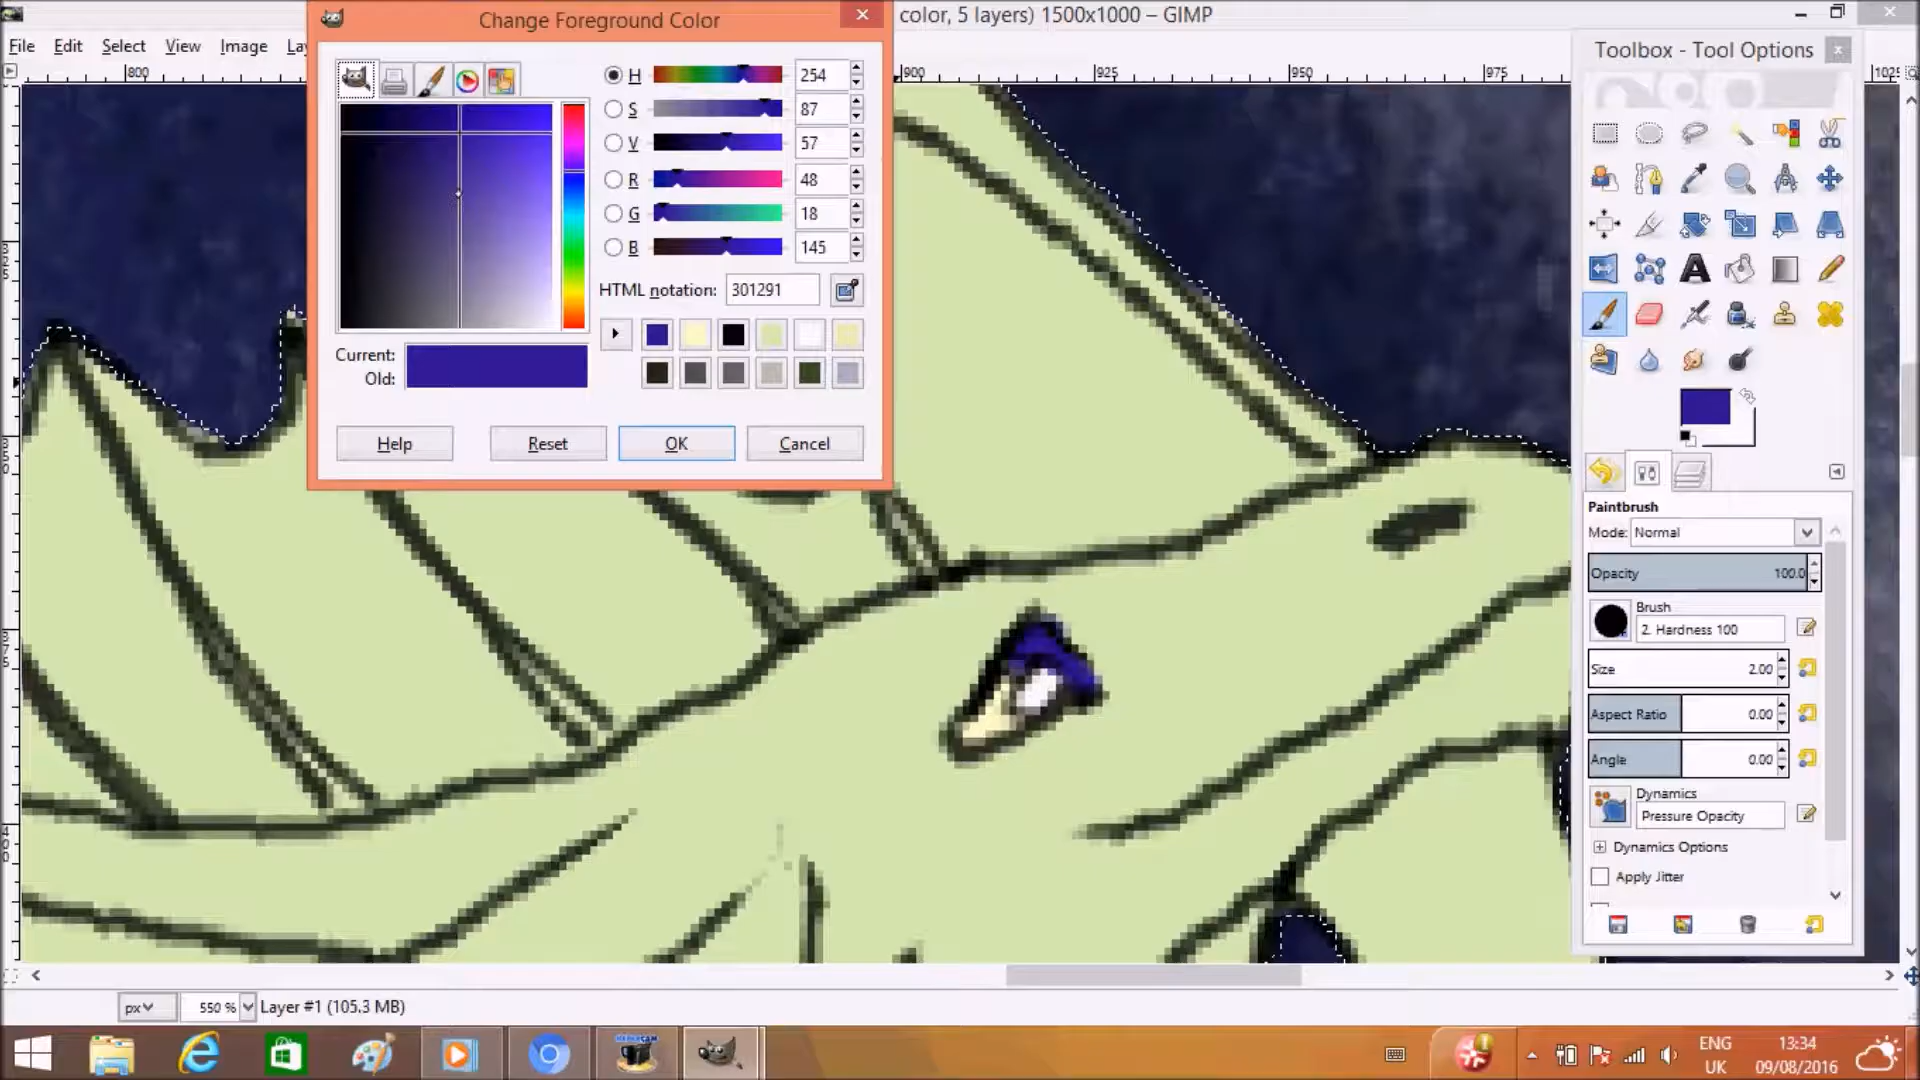 Change Foreground Color
color, 5 layers) 1500x1000 – GIMP
File Edit Select View Image
800 900 925 950 975 1025
Toolbox - Tool Options
H 254
S 87
V 57
R 48
G 18
B 145
HTML notation: 301291
Current:
Old:
Help Reset OK Cancel
Paintbrush
Mode: Normal
Opacity 100.0
Brush
2. Hardness 100
Size 2.00
Aspect Ratio 0.00
Angle 0.00
Dynamics
Pressure Opacity
Dynamics Options
Apply Jitter
px 550 % Layer #1 (105.3 MB)
ENG 13:34
UK 09/08/2016